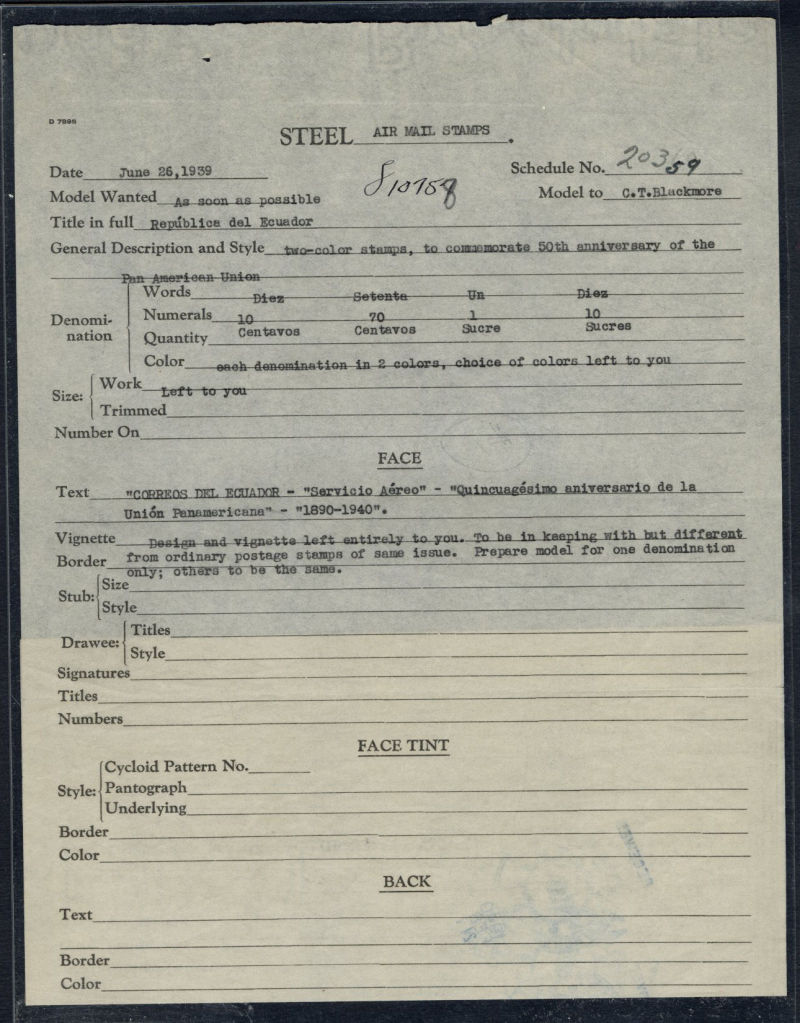 D 7898
STEEL AIR MAIL STAMPS.
Date June 26,1939 Schedule No. 20359
Model Wanted As soon as possible Model to C.T.Blackmore
Title in full República del Ecuador
General Description and Style two-color stamps, to commemorate 50th anniversary of the
Pan American Union
Denomination
Words Diez Setenta Un Diez
Numerals 10 70 1 10
Quantity Centavos Centavos Sucre Sucres
Color each denomination in 2 colors, choice of colors left to you
Size:
Work Left to you
Trimmed
Number On
FACE
Text "CORREOS DEL ECUADOR - "Servicio Aéreo" - "Quincuagésimo aniversario de la
Unión Panamericana" - "1890-1940".
Vignette Design and vignette left entirely to you. To be in keeping with but different
Border from ordinary postage stamps of same issue. Prepare model for one denomination
only; others to be the same.
Stub:
Size
Style
Drawee:
Titles
Style
Signatures
Titles
Numbers
FACE TINT
Style:
Cycloid Pattern No.
Pantograph
Underlying
Border
Color
BACK
Text
Border
Color